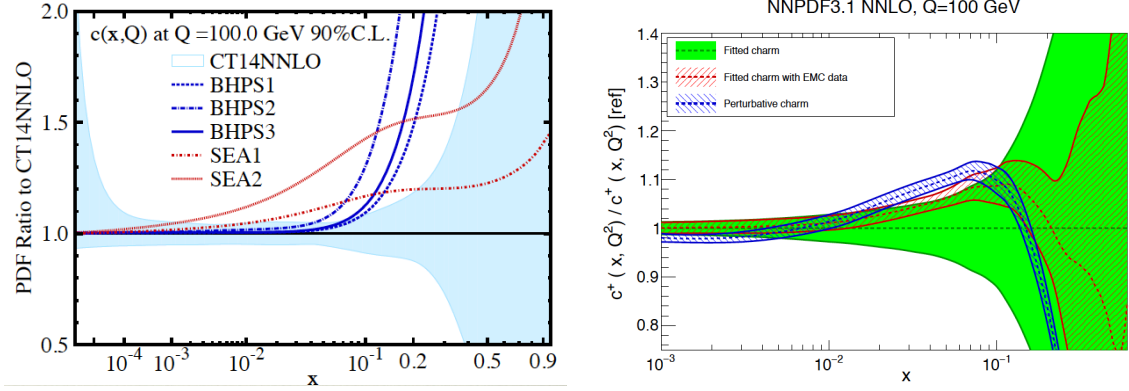 c(x,Q) at Q =100.0 GeV 90%C.L.
CT14NNLO
BHPS1
BHPS2
BHPS3
SEA1
SEA2
PDF Ratio to CT14NNLO
2.0
1.5
1.0
0.5
10-4
10-3
10-2
10-1
0.2
0.5
0.9
x
NNPDF3.1 NNLO, Q=100 GeV
Fitted charm
Fitted charm with EMC data
Perturbative charm
c+ ( x, Q2) / c+ ( x, Q2) [ref]
1.4
1.3
1.2
1.1
1
0.9
0.8
10−3
10−2
10−1
x